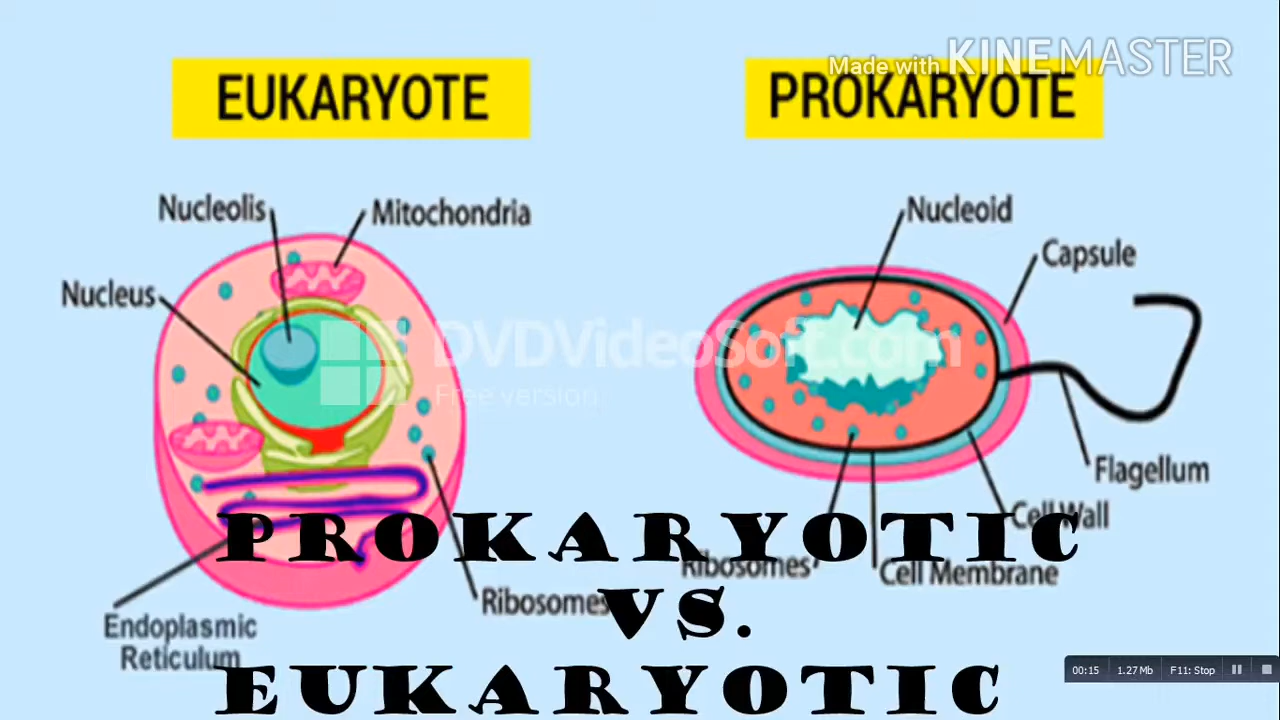 Made with KINEMASTER
EUKARYOTE
PROKARYOTE
Nucleolis
Mitochondria
Nucleoid
Capsule
Nucleus
DVDVideoSoft.com
Free version
Flagellum
Cell Wall
PROKARYOTIC
Ribosomes
Cell Membrane
Ribosomes
VS.
Endoplasmic
Reticulum
EUKARYOTIC
00:15 1.27 Mb F11: Stop